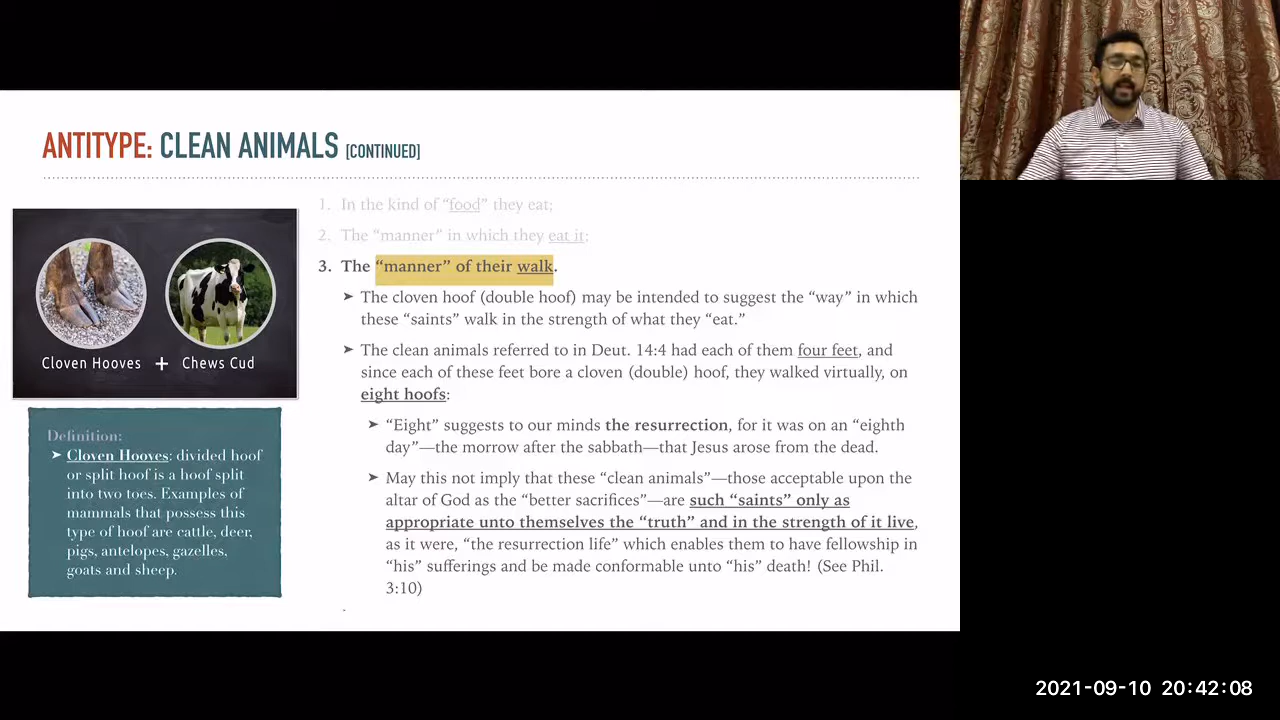 ANTITYPE: CLEAN ANIMALS [CONTINUED]
Cloven Hooves + Chews Cud
Definition:
➤ Cloven Hooves: divided hoof
or split hoof is a hoof split
into two toes. Examples of
mammals that possess this
type of hoof are cattle, deer,
pigs, antelopes, gazelles,
goats and sheep.
1. In the kind of “food” they eat;
2. The “manner” in which they eat it;
3. The “manner” of their walk.
➤ The cloven hoof (double hoof) may be intended to suggest the “way” in which
these “saints” walk in the strength of what they “eat.”
➤ The clean animals referred to in Deut. 14:4 had each of them four feet, and
since each of these feet bore a cloven (double) hoof, they walked virtually, on
eight hoofs:
➤ “Eight” suggests to our minds the resurrection, for it was on an “eighth
day”—the morrow after the sabbath—that Jesus arose from the dead.
➤ May this not imply that these “clean animals”—those acceptable upon the
altar of God as the “better sacrifices”—are such “saints” only as
appropriate unto themselves the “truth” and in the strength of it live,
as it were, “the resurrection life” which enables them to have fellowship in
“his” sufferings and be made conformable unto “his” death! (See Phil.
3:10)
2021-09-10 20:42:08